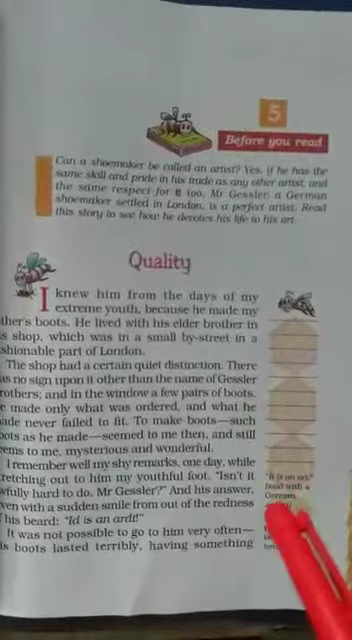 5
Before you read
Can a shoemaker be called an artist? Yes, if he has the
same skill and pride in his trade as any other artist, and
the same respect for it too. Mr Gessler, a German
shoemaker settled in London, is a perfect artist. Read
this story to see how he devotes his life to his art.
Quality
I knew him from the days of my
extreme youth, because he made my
ther's boots. He lived with his elder brother in
s shop, which was in a small by-street in a
shionable part of London.
The shop had a certain quiet distinction. There
as no sign upon it other than the name of Gessler
rothers; and in the window a few pairs of boots.
e made only what was ordered, and what he
ade never failed to fit. To make boots—such
oots as he made—seemed to me then, and still
eems to me, mysterious and wonderful.
I remember well my shy remarks, one day, while
retching out to him my youthful foot. "Isn't it
wfully hard to do, Mr Gessler?" And his answer,
ven with a sudden smile from out of the redness
f his beard: "Id is an ardt!"
It was not possible to go to him very often—
is boots lasted terribly, having something
"It is an art,"
said with a
German